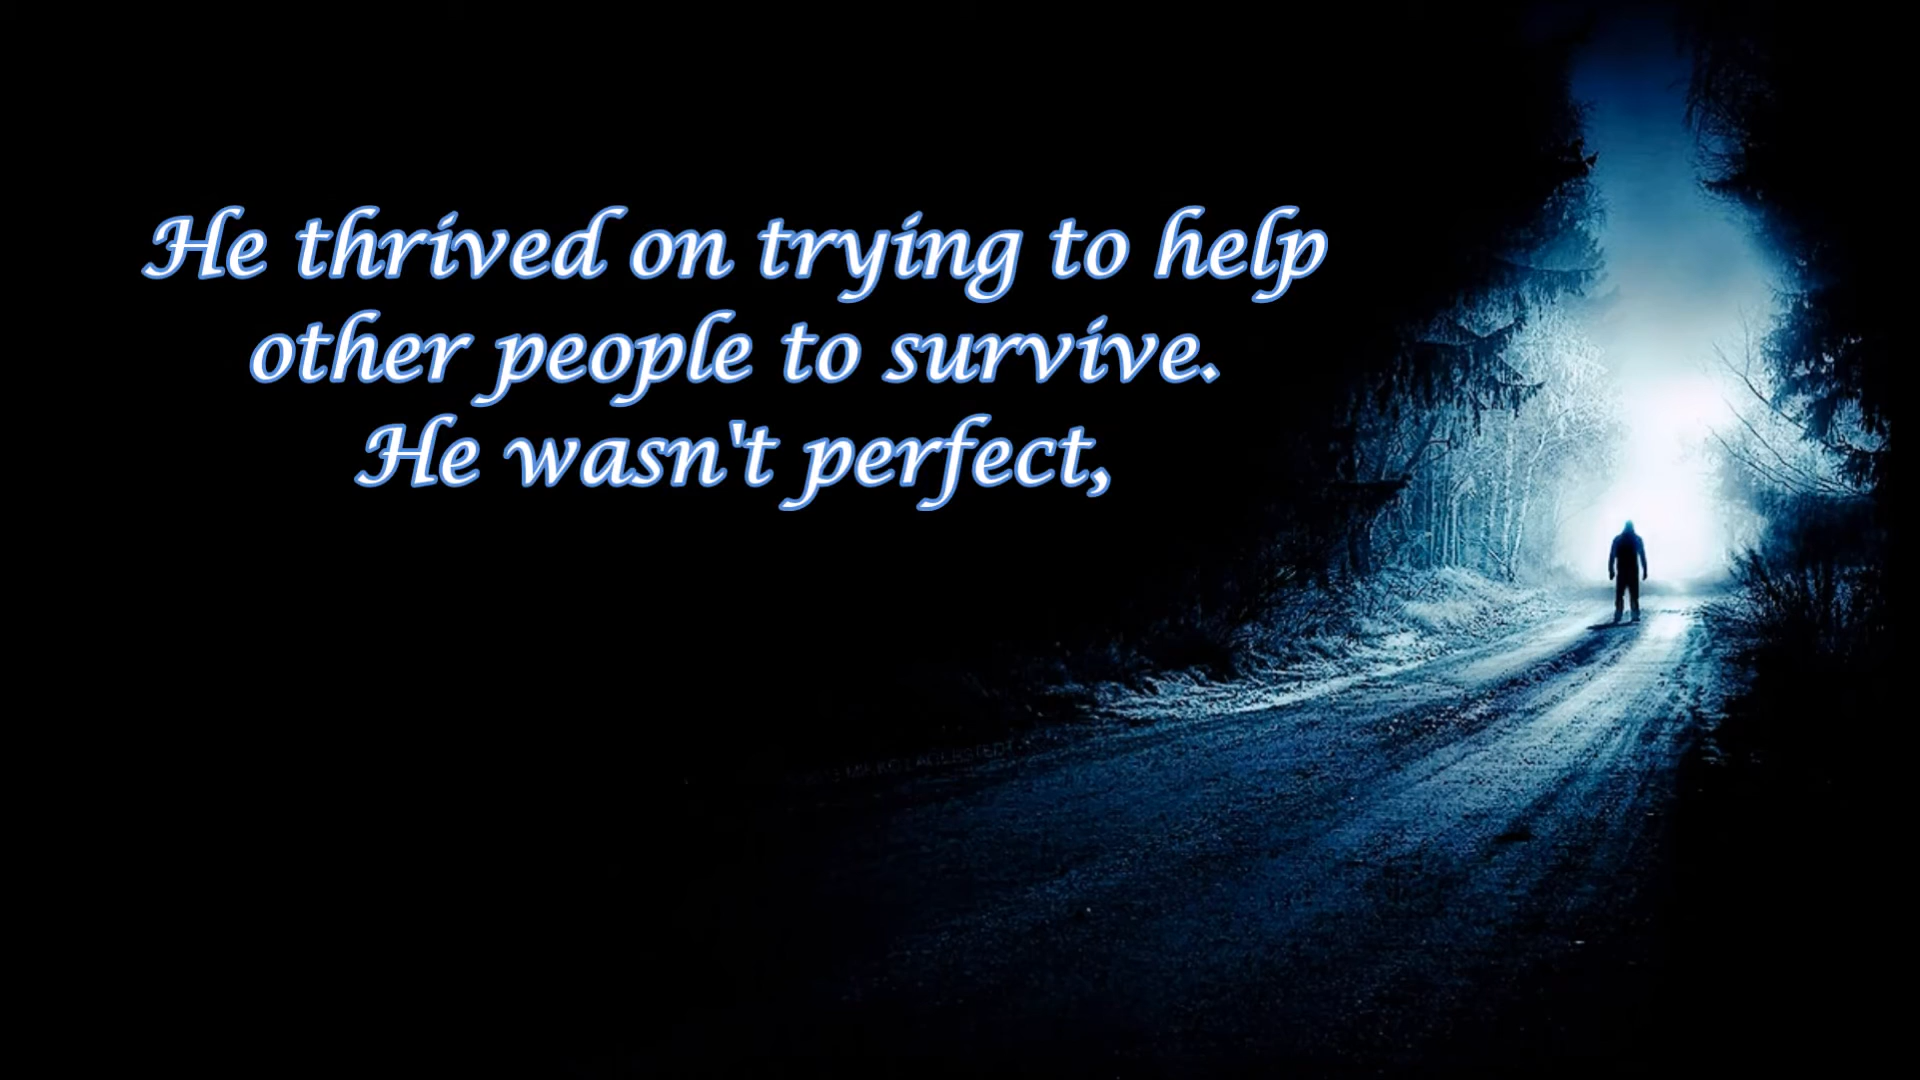 He thrived on trying to help
other people to survive.
He wasn't perfect,